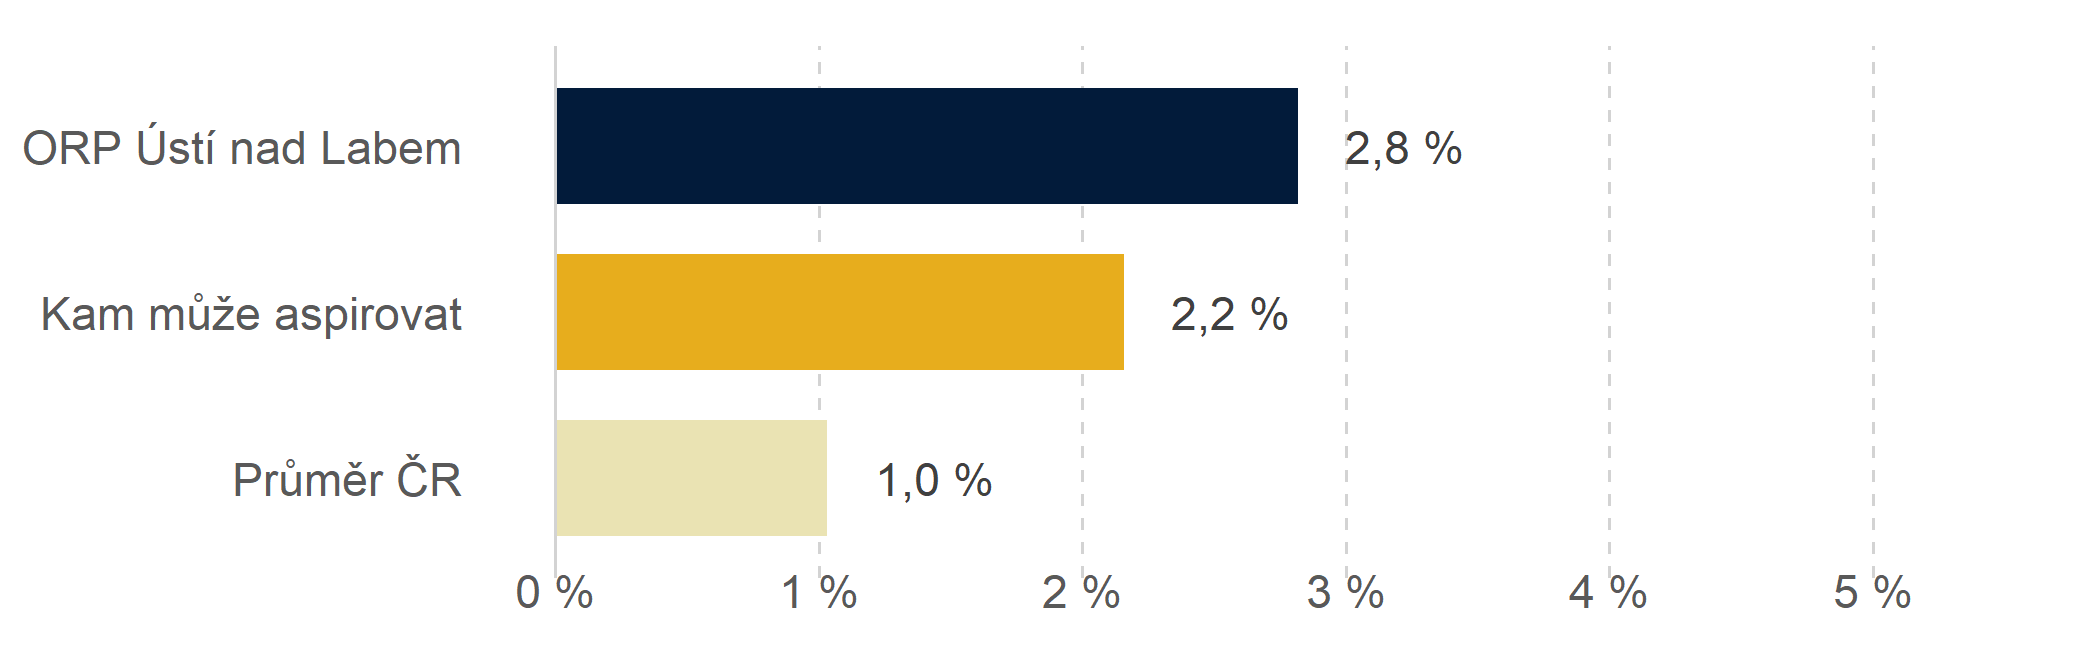 ORP Ústí nad Labem
2,8 %
Kam může aspirovat
2,2 %
Průměr ČR
1,0 %
0 % 1 % 2 % 3 % 4 % 5 %